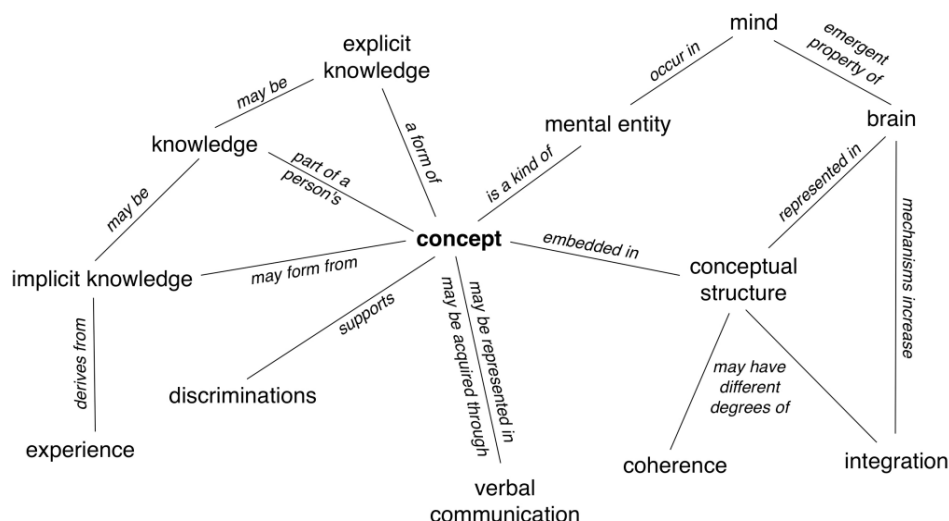 mind
explicit
knowledge
occur in
emergent
property of
may be
mental entity
brain
knowledge
a form of
part of a
person's
is a kind of
represented in
may be
concept
embedded in
mechanisms increase
implicit knowledge
may form from
conceptual
structure
supports
derives from
may be represented in
may be acquired through
may have
different
degrees of
discriminations
experience
coherence
integration
verbal
communication